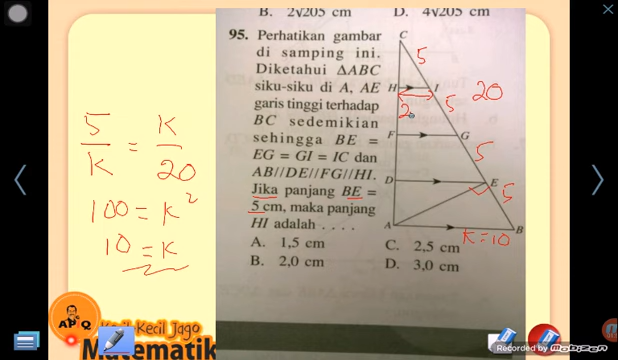 B. 2√205 cm D. 4√205 cm
95. Perhatikan gambar
di samping ini.
Diketahui ΔABC
siku-siku di A, AE
garis tinggi terhadap
BC sedemikian
sehingga BE =
EG = GI = IC dan
AB//DE//FG//HI.
Jika panjang BE =
5 cm, maka panjang
HI adalah . . . .
A. 1,5 cm C. 2,5 cm
B. 2,0 cm D. 3,0 cm
C
5
H I
20
2
5
F G
5
D E
5
A B
K=10
5/K = K/20
100 = K²
10 = K
APIQ
Kecil Jago
Matematik
Recorded by Mobizen